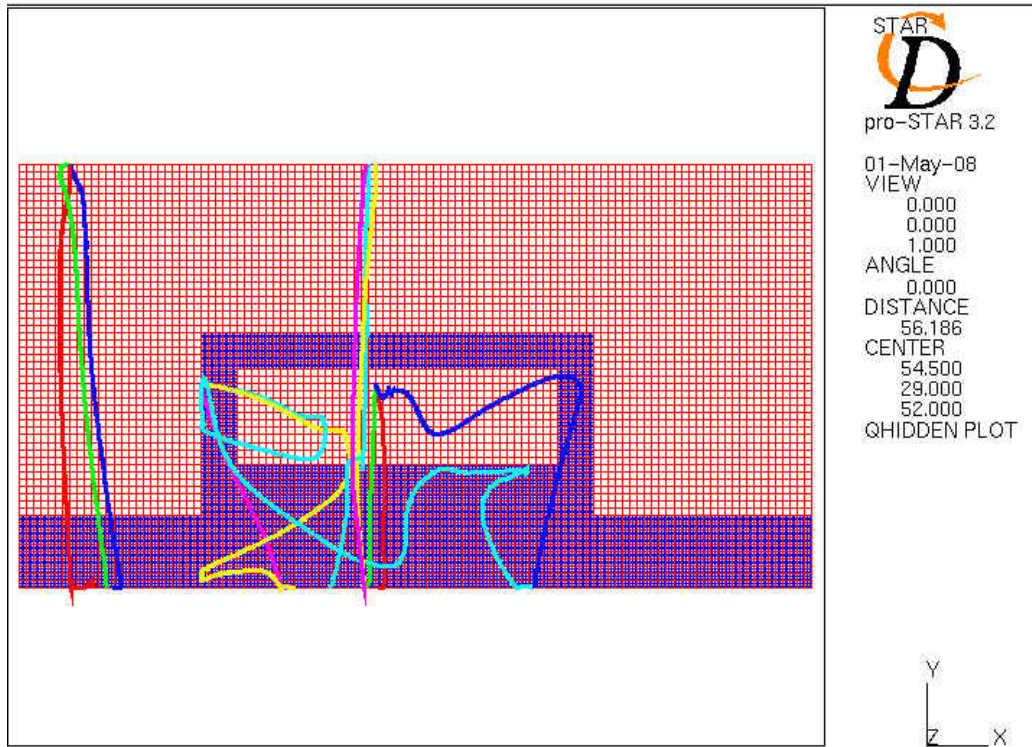 STAR
D
pro-STAR 3.2
01-May-08
VIEW
0.000
0.000
1.000
ANGLE
0.000
DISTANCE
56.186
CENTER
54.500
29.000
52.000
QHIDDEN PLOT
Y
Z X